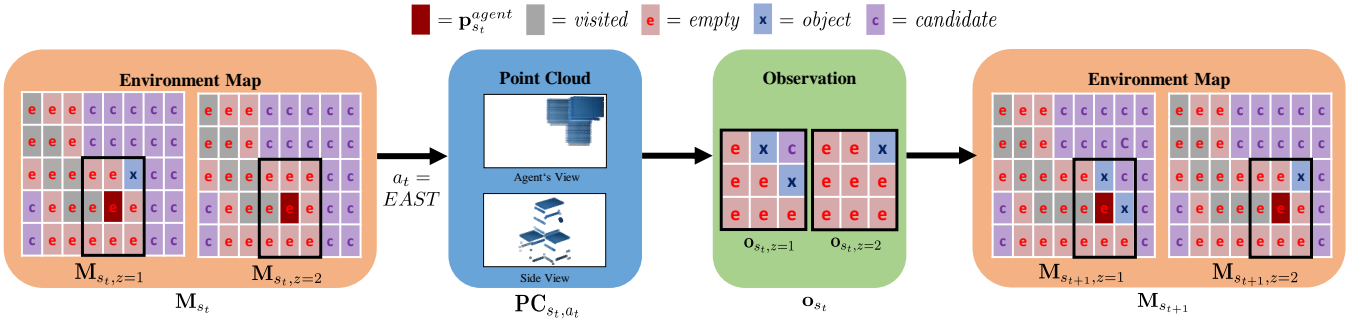 = p^{agent}_{s_t} = visited e = empty x = object c = candidate
Environment Map
e e e c c c c c
e e e c c c c c
e e e e e x c c
c e e e e e c c
c e e e e e c c
M_{s_t,z=1}
e e e c c c c c
e e e c c c c c
e e e e e e c c
c e e e e e c c
c e e e e e c c
M_{s_t,z=2}
M_{s_t}
a_t =
EAST
Point Cloud
Agent's View
Side View
PC_{s_t,a_t}
Observation
e x c
e e x
e e e
o_{s_t,z=1}
e e x
e e e
e e e
o_{s_t,z=2}
o_{s_t}
Environment Map
e e e c c c c c
e e e c c c C c
e e e e e x c c
c e e e e e x c
c e e e e e e c
M_{s_{t+1},z=1}
e e e c c c c c
e e e c c c c c
e e e e e e x c
c e e e e e e c
c e e e e e e c
M_{s_{t+1},z=2}
M_{s_{t+1}}